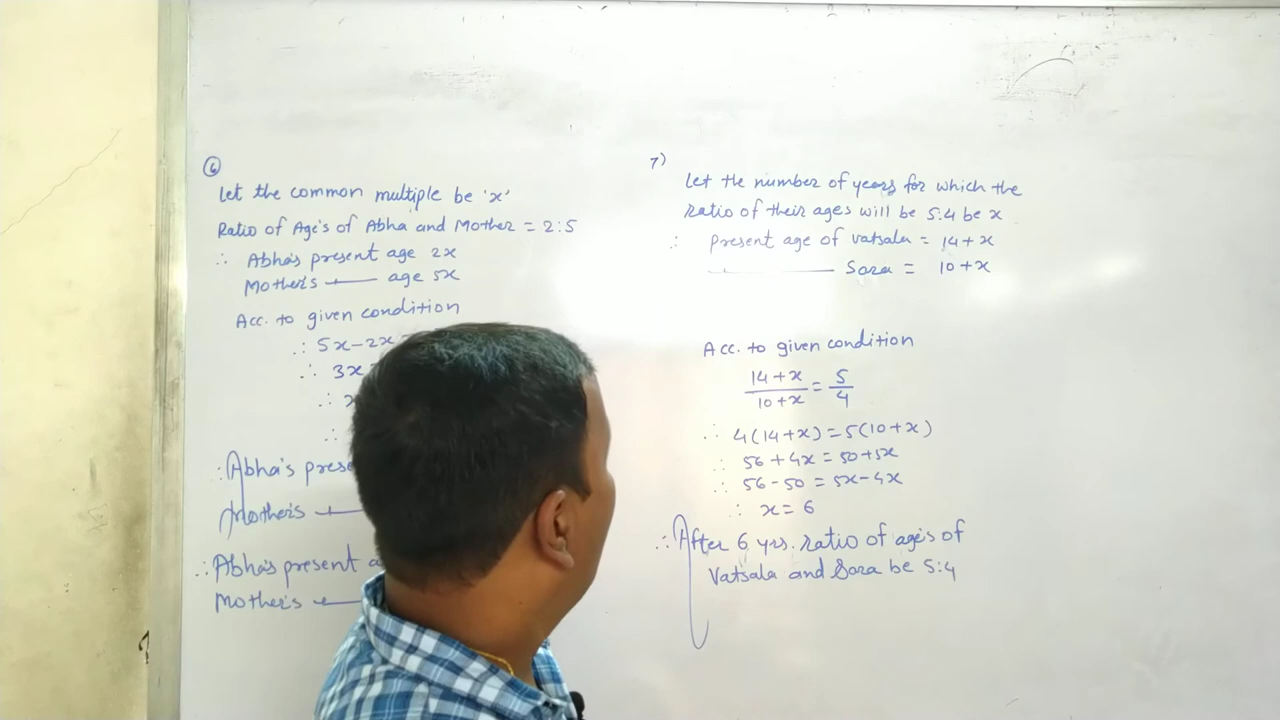 6
Let the common multiple be 'x'
Ratio of Age's of Abha and Mother = 2:5
∴ Abha's present age 2x
Mother's —— age 5x
Acc. to given condition
∴ 5x-2x
∴ 3x
∴
∴
∴ Abha's prese
Mother's ——
∴ Abha's present a
Mother's ——
7)
Let the number of years for which the
ratio of their ages will be 5:4 be x
∴ present age of vatsala = 14+x
—— —— Sara = 10+x
Acc. to given condition
14+x/10+x = 5/4
∴ 4(14+x)=5(10+x)
∴ 56+4x=50+5x
∴ 56-50=5x-4x
∴ x=6
∴ After 6 yrs. ratio of age's of
Vatsala and Sara be 5:4